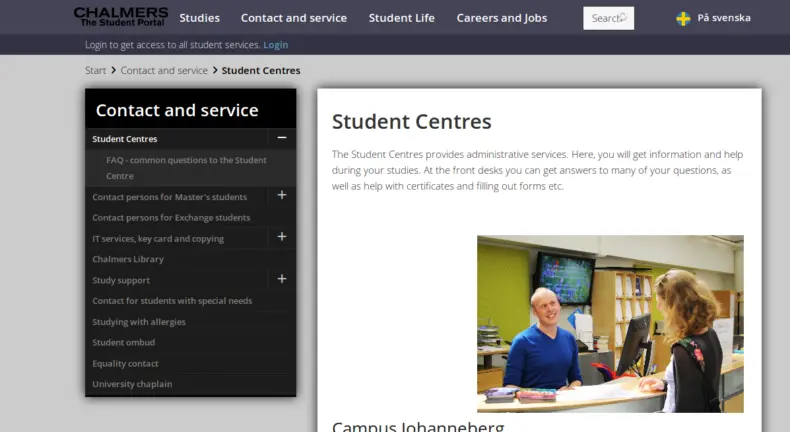 CHALMERS
The Student Portal
Studies
Contact and service
Student Life
Careers and Jobs
Search
På svenska
Login to get access to all student services. Login
Start > Contact and service > Student Centres
Contact and service
Student Centres
FAQ - common questions to the Student
Centre
Contact persons for Master's students
Contact persons for Exchange students
IT services, key card and copying
Chalmers Library
Study support
Contact for students with special needs
Studying with allergies
Student ombud
Equality contact
University chaplain
Student Centres
The Student Centres provides administrative services. Here, you will get information and help
during your studies. At the front desks you can get answers to many of your questions, as
well as help with certificates and filling out forms etc.
Campus Johanneberg